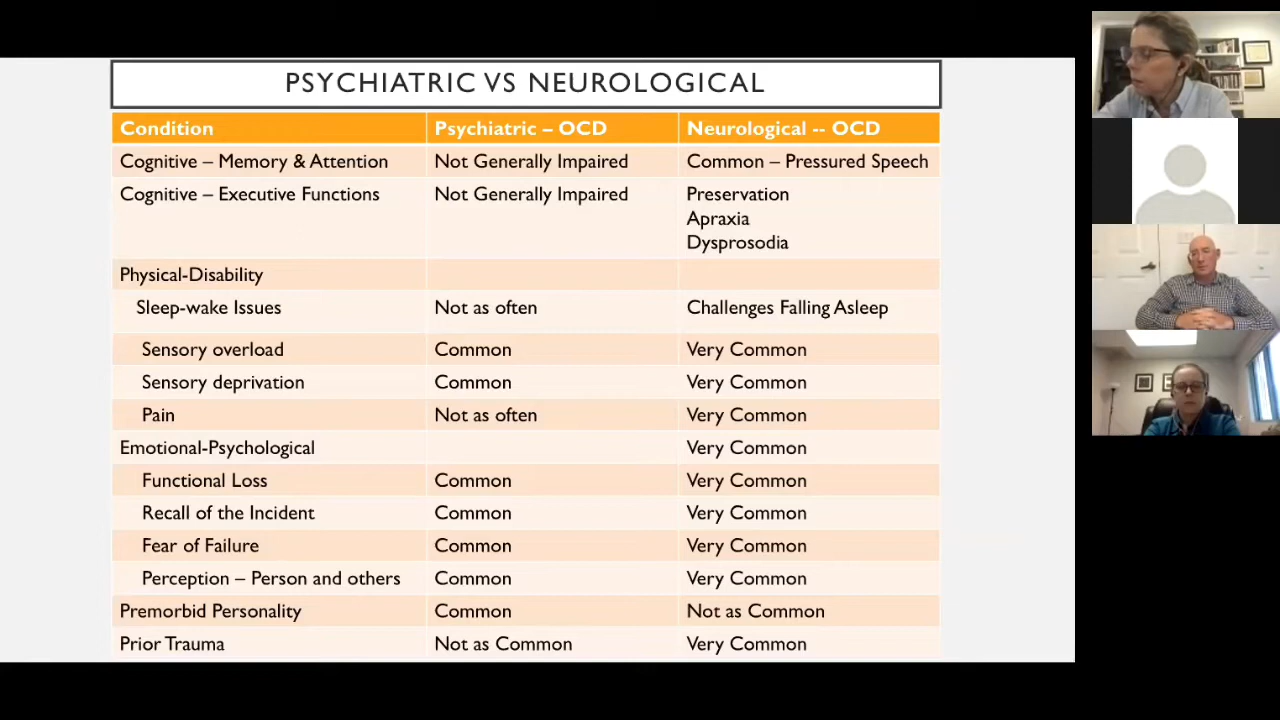 PSYCHIATRIC VS NEUROLOGICAL
Condition Psychiatric – OCD Neurological -- OCD
Cognitive – Memory & Attention Not Generally Impaired Common – Pressured Speech
Cognitive – Executive Functions Not Generally Impaired Preservation
Apraxia
Dysprosodia
Physical-Disability
Sleep-wake Issues Not as often Challenges Falling Asleep
Sensory overload Common Very Common
Sensory deprivation Common Very Common
Pain Not as often Very Common
Emotional-Psychological Very Common
Functional Loss Common Very Common
Recall of the Incident Common Very Common
Fear of Failure Common Very Common
Perception – Person and others Common Very Common
Premorbid Personality Common Not as Common
Prior Trauma Not as Common Very Common